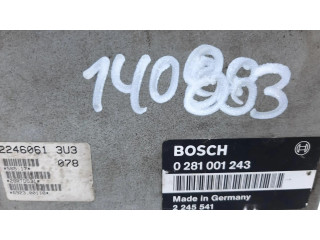 140883
2246061 3U3
078
BOSCH
0 281 001 243
Made in Germany
2 245 541